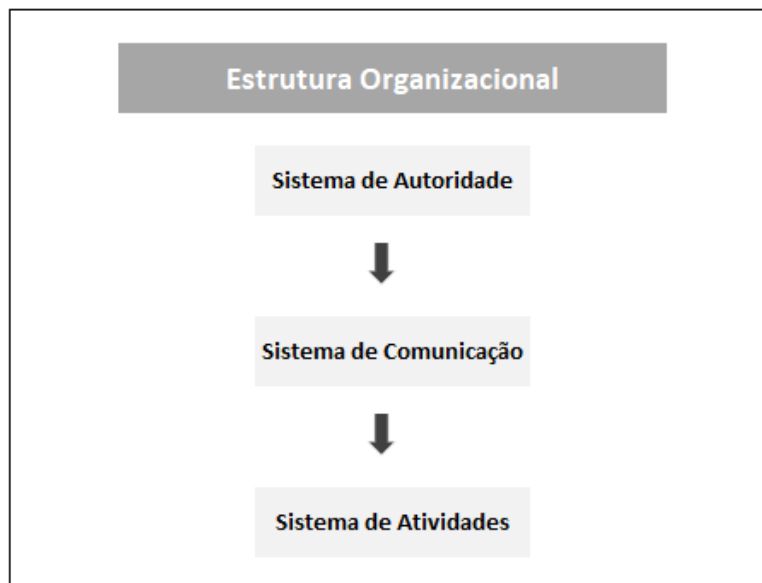 Estrutura Organizacional
Sistema de Autoridade
Sistema de Comunicação
Sistema de Atividades